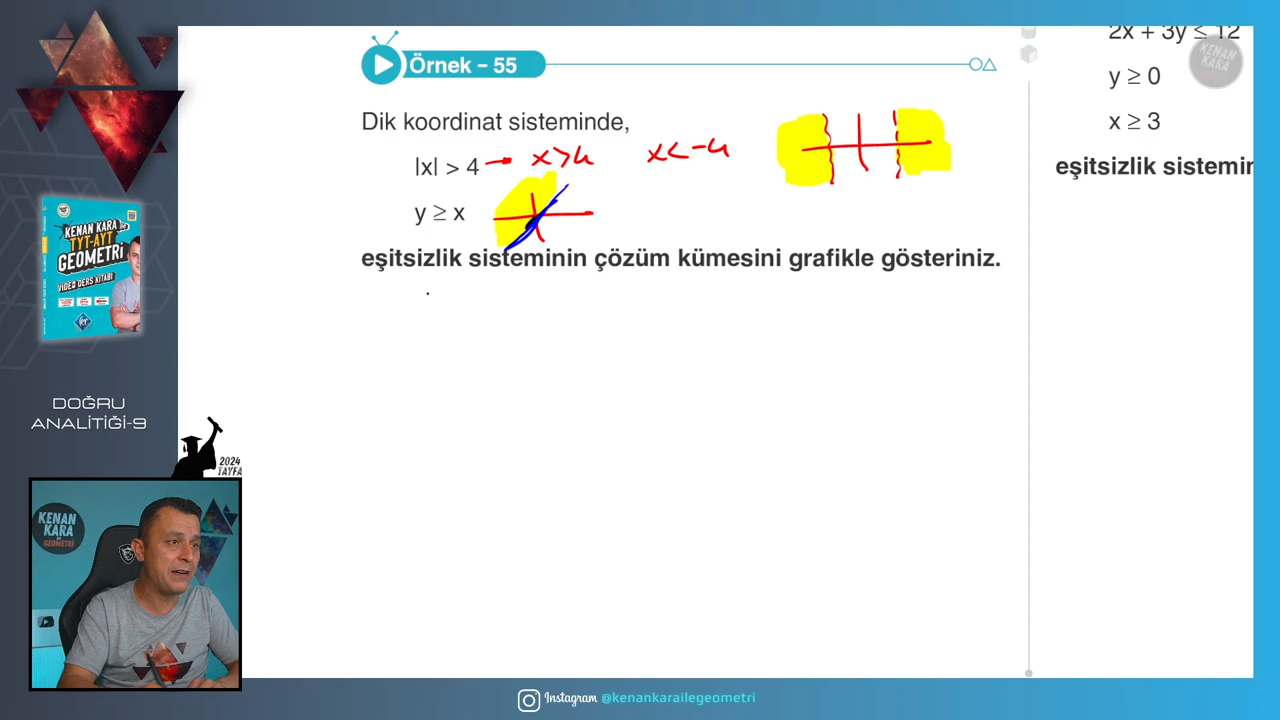 Örnek – 55
Dik koordinat sisteminde,
|x| > 4 → x>4 x<-4
y ≥ x
eşitsizlik sisteminin çözüm kümesini grafikle gösteriniz.
2x + 3y ≤ 12
y ≥ 0
x ≥ 3
eşitsizlik sistemin
KENAN
KARA
KENAN KARA
TYT-AYT
GEOMETRİ
VİDEO DERS KİTABI
DOĞRU
ANALİTİĞİ-9
2024
TAYFA
KENAN
KARA
GEOMETRİ
Instagram @kenankarailegeometri